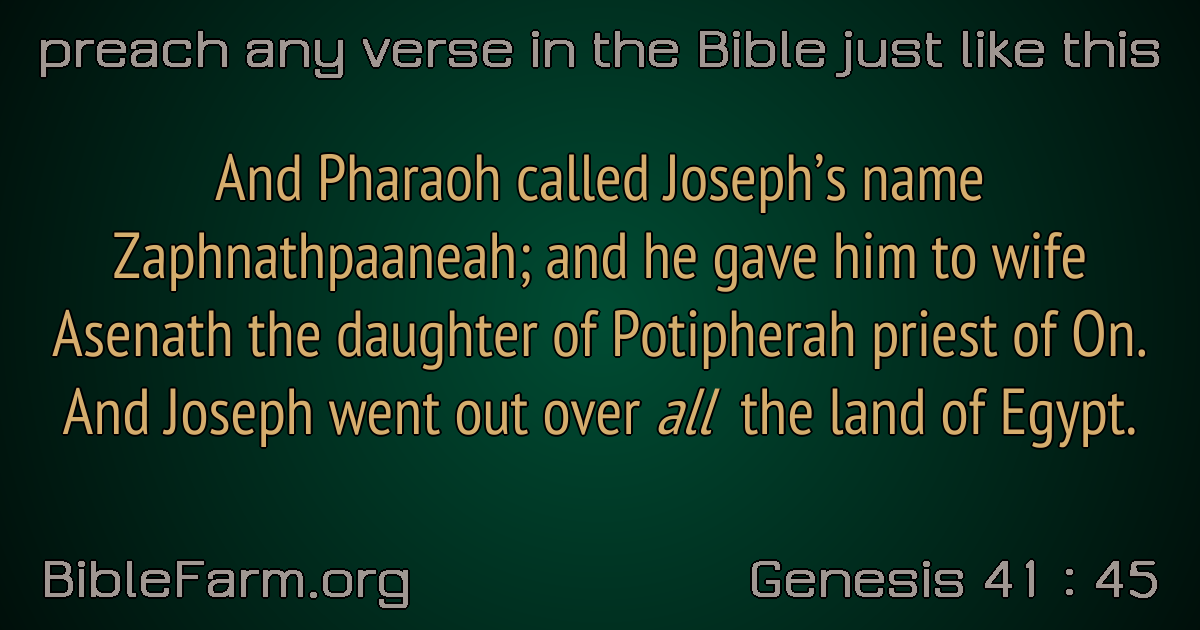 preach any verse in the Bible just like this
And Pharaoh called Joseph’s name
Zaphnathpaaneah; and he gave him to wife
Asenath the daughter of Potipherah priest of On.
And Joseph went out over all the land of Egypt.
BibleFarm.org
Genesis 41 : 45